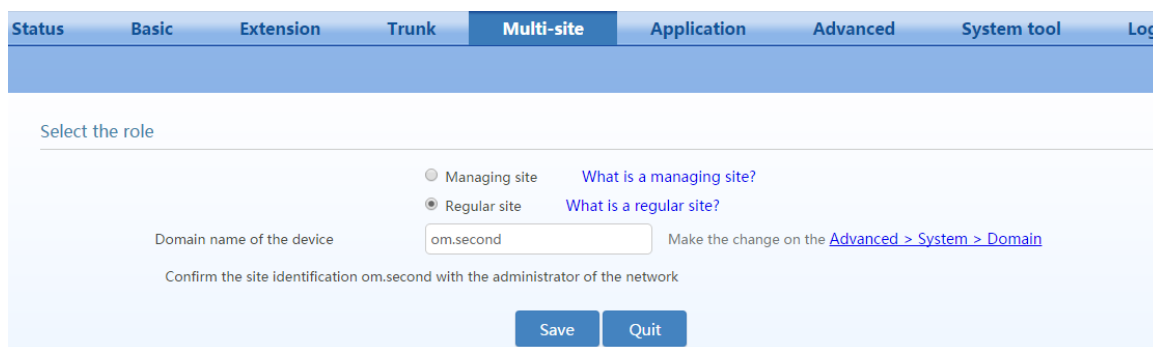 Status Basic Extension Trunk Multi-site Application Advanced System tool Log
Select the role
Managing site What is a managing site?
Regular site What is a regular site?
Domain name of the device om.second Make the change on the Advanced > System > Domain
Confirm the site identification om.second with the administrator of the network
Save Quit